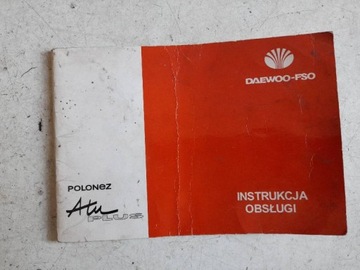 DAEWOO-FSO
POLONEZ
Atu
PLUS
INSTRUKCJA
OBSŁUGI